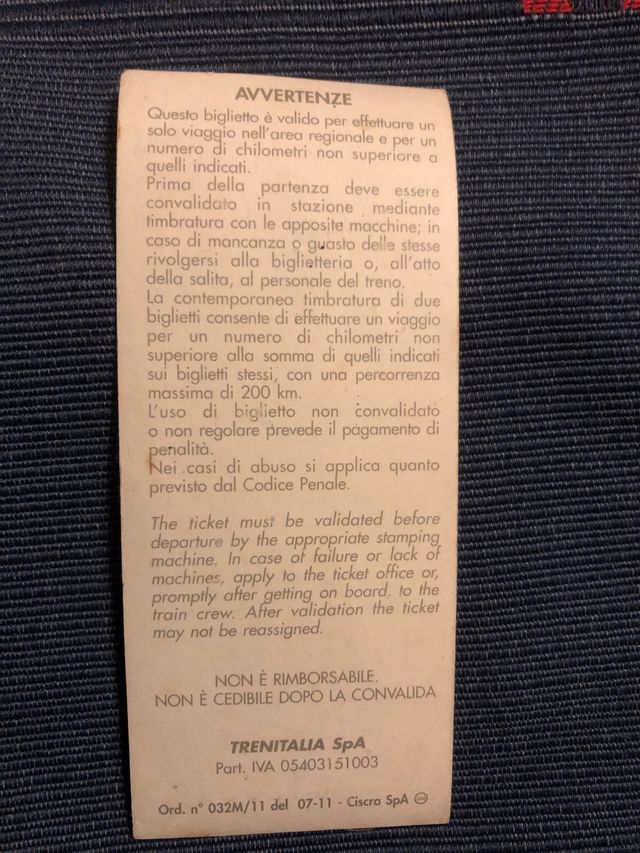 AVVERTENZE
Questo biglietto è valido per effettuare un
solo viaggio nell'area regionale e per un
numero di chilometri non superiore a
quelli indicati.
Prima della partenza deve essere
convalidato in stazione mediante
timbratura con le apposite macchine; in
caso di mancanza o guasto delle stesse
rivolgersi alla biglietteria o, all'atto
della salita, al personale del treno.
La contemporanea timbratura di due
biglietti consente di effettuare un viaggio
per un numero di chilometri non
superiore alla somma di quelli indicati
sui biglietti stessi, con una percorrenza
massima di 200 km.
L'uso di biglietto non convalidato
o non regolare prevede il pagamento di
penalità.
Nei casi di abuso si applica quanto
previsto dal Codice Penale.
The ticket must be validated before
departure by the appropriate stamping
machine. In case of failure or lack of
machines, apply to the ticket office or,
promptly after getting on board, to the
train crew. After validation the ticket
may not be reassigned.
NON È RIMBORSABILE.
NON È CEDIBILE DOPO LA CONVALIDA
TRENITALIA SpA
Part. IVA 05403151003
Ord. n° 032M/11 del 07-11 - Ciscra SpA